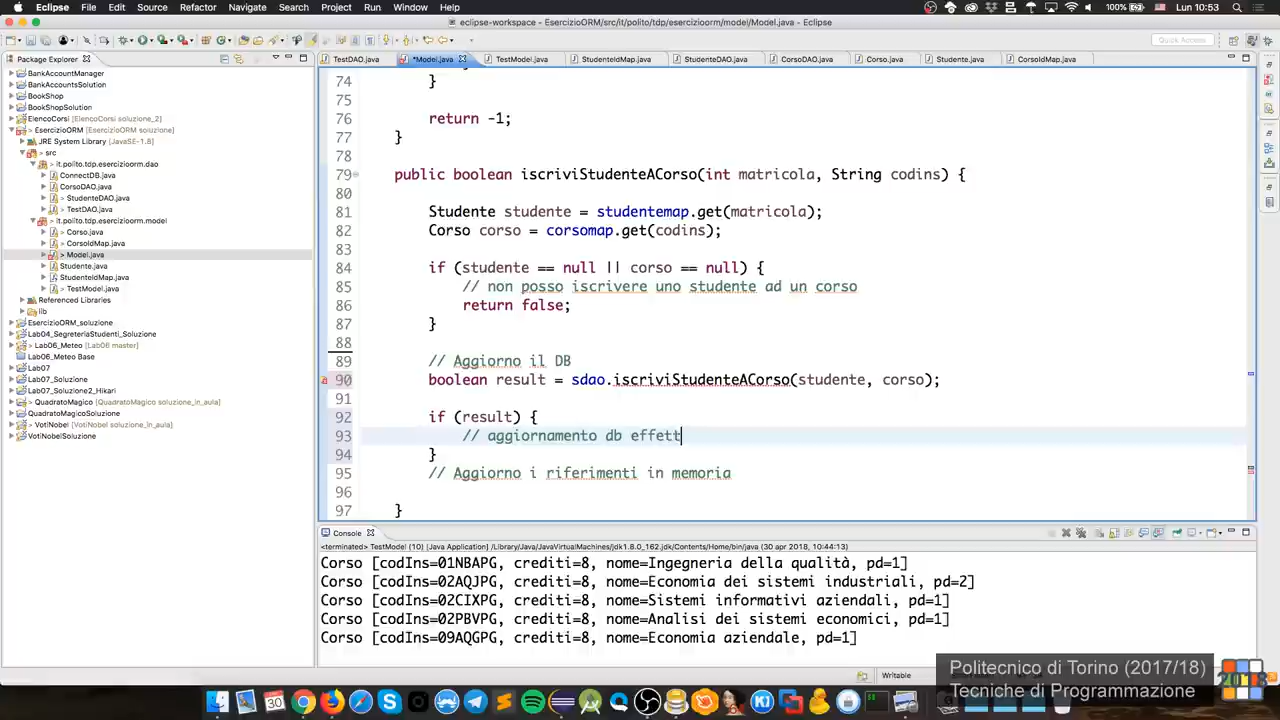 Eclipse File Edit Source Refactor Navigate Search Project Run Window Help 100% Lun 10:53
eclipse-workspace - EsercizioORM/src/it/polito/tdp/esercizioorm/model/Model.java - Eclipse
Quick Access
Package Explorer
BankAccountManager
BankAccountsSolution
BookShop
BookShopSolution
ElencoCorsi [ElencoCorsi soluzione_2]
> EsercizioORM [EsercizioORM soluzione]
JRE System Library [JavaSE-1.8]
> src
> it.polito.tdp.esercizioorm.dao
ConnectDB.java
CorsoDAO.java
> StudenteDAO.java
> TestDAO.java
> it.polito.tdp.esercizioorm.model
> Corso.java
> CorsoIdMap.java
> Model.java
> Studente.java
> StudenteIdMap.java
> TestModel.java
Referenced Libraries
lib
EsercizioORM_soluzione
Lab04_SegreteriaStudenti_Soluzione
> Lab06_Meteo [Lab06 master]
Lab06_Meteo Base
Lab07
Lab07_Soluzione
Lab07_Soluzione2_Hikari
> QuadratoMagico [QuadratoMagico soluzione_in_aula]
QuadratoMagicoSoluzione
> VotiNobel [VotiNobel soluzione_in_aula]
VotiNobelSoluzione
TestDAO.java *Model.java TestModel.java StudenteIdMap.java StudenteDAO.java CorsoDAO.java Corso.java Studente.java CorsoIdMap.java
74 }
75
76 return -1;
77 }
78
79 public boolean iscriviStudenteACorso(int matricola, String codins) {
80
81 Studente studente = studentemap.get(matricola);
82 Corso corso = corsomap.get(codins);
83
84 if (studente == null || corso == null) {
85 // non posso iscrivere uno studente ad un corso
86 return false;
87 }
88
89 // Aggiorno il DB
90 boolean result = sdao.iscriviStudenteACorso(studente, corso);
91
92 if (result) {
93 // aggiornamento db effett
94 }
95 // Aggiorno i riferimenti in memoria
96
97 }
Console
<terminated> TestModel (10) [Java Application] /Library/Java/JavaVirtualMachines/jdk1.8.0_162.jdk/Contents/Home/bin/java (30 apr 2018, 10:44:13)
Corso [codIns=01NBAPG, crediti=8, nome=Ingegneria della qualità, pd=1]
Corso [codIns=02AQJPG, crediti=8, nome=Economia dei sistemi industriali, pd=2]
Corso [codIns=02CIXPG, crediti=8, nome=Sistemi informativi aziendali, pd=1]
Corso [codIns=02PBVPG, crediti=8, nome=Analisi dei sistemi economici, pd=1]
Corso [codIns=09AQGPG, crediti=8, nome=Economia aziendale, pd=1]
Writable
Politecnico di Torino (2017/18)
Tecniche di Programmazione
2018